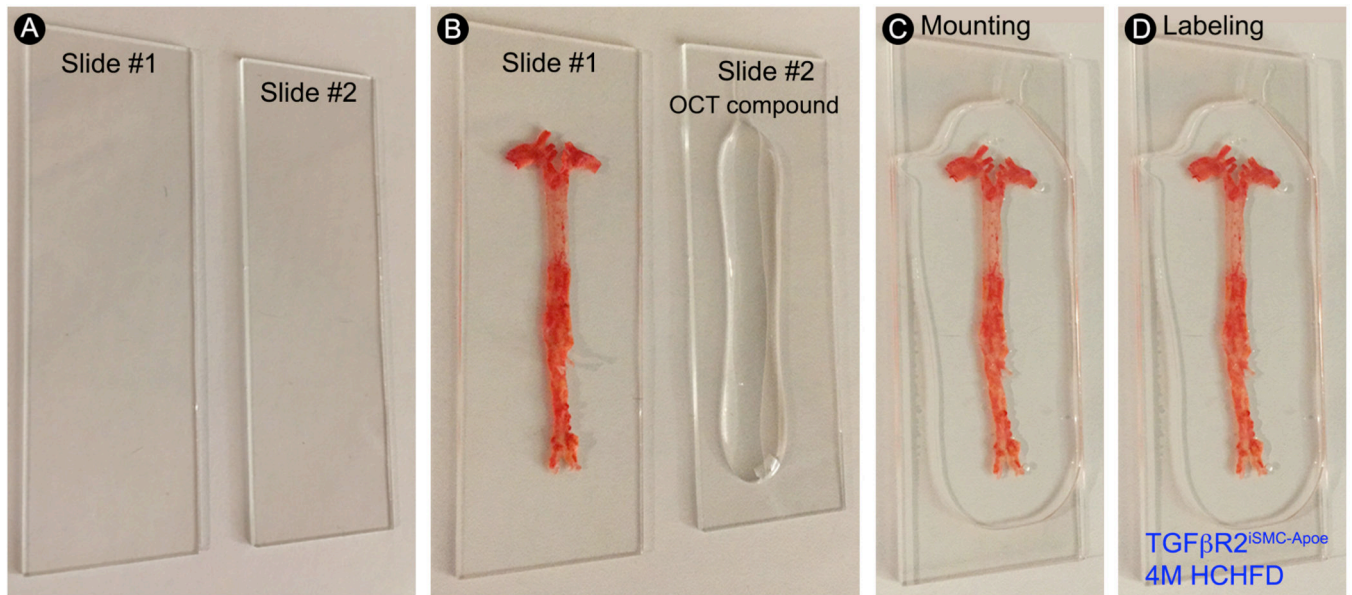 A
Slide #1
Slide #2
B
Slide #1
Slide #2
OCT compound
C Mounting
D Labeling
TGFβR2iSMC-Apoe
4M HCHFD